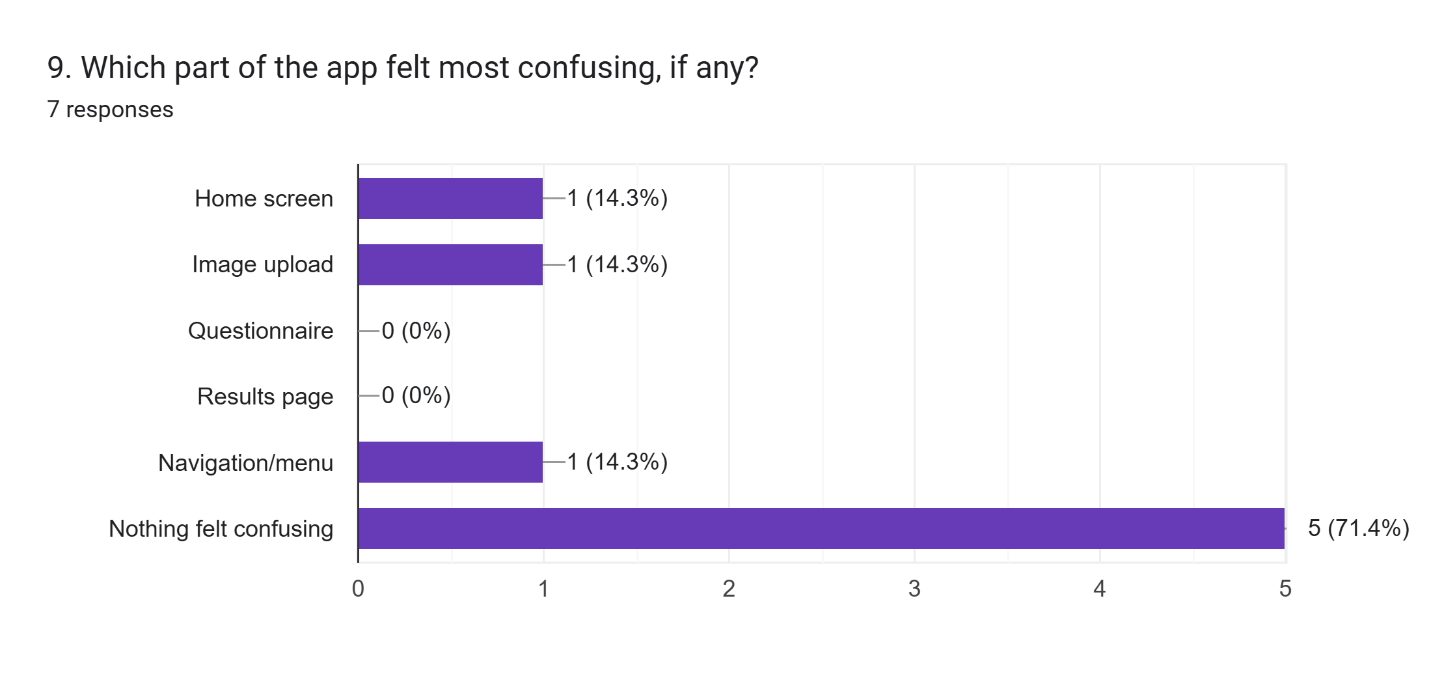 9. Which part of the app felt most confusing, if any?
7 responses
Home screen
1 (14.3%)
Image upload
1 (14.3%)
Questionnaire
0 (0%)
Results page
0 (0%)
Navigation/menu
1 (14.3%)
Nothing felt confusing
5 (71.4%)
0 1 2 3 4 5